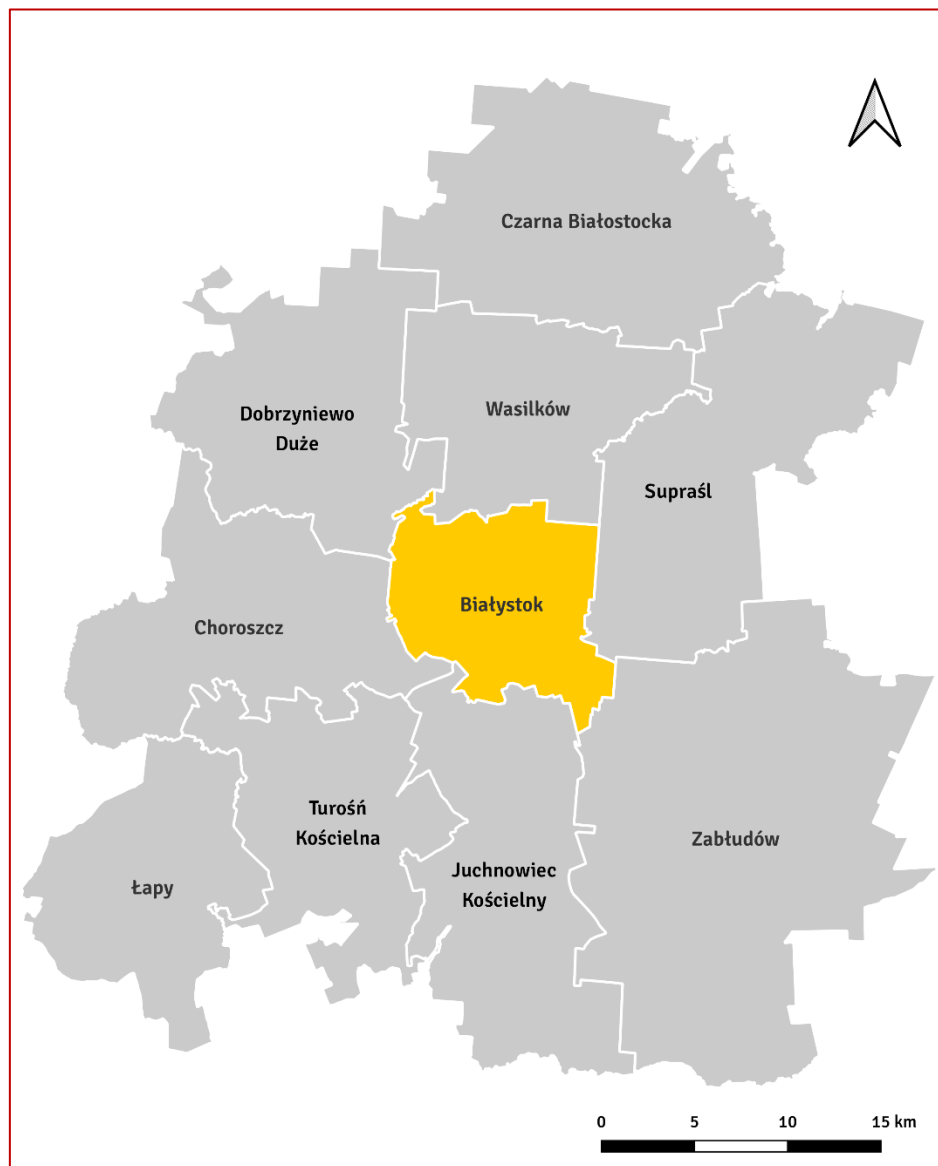 Czarna Białostocka
Dobrzyniewo
Duże
Wasilków
Supraśl
Białystok
Choroszcz
Turośń
Kościelna
Zabłudów
Juchnowiec
Kościelny
Łapy
0 5 10 15 km